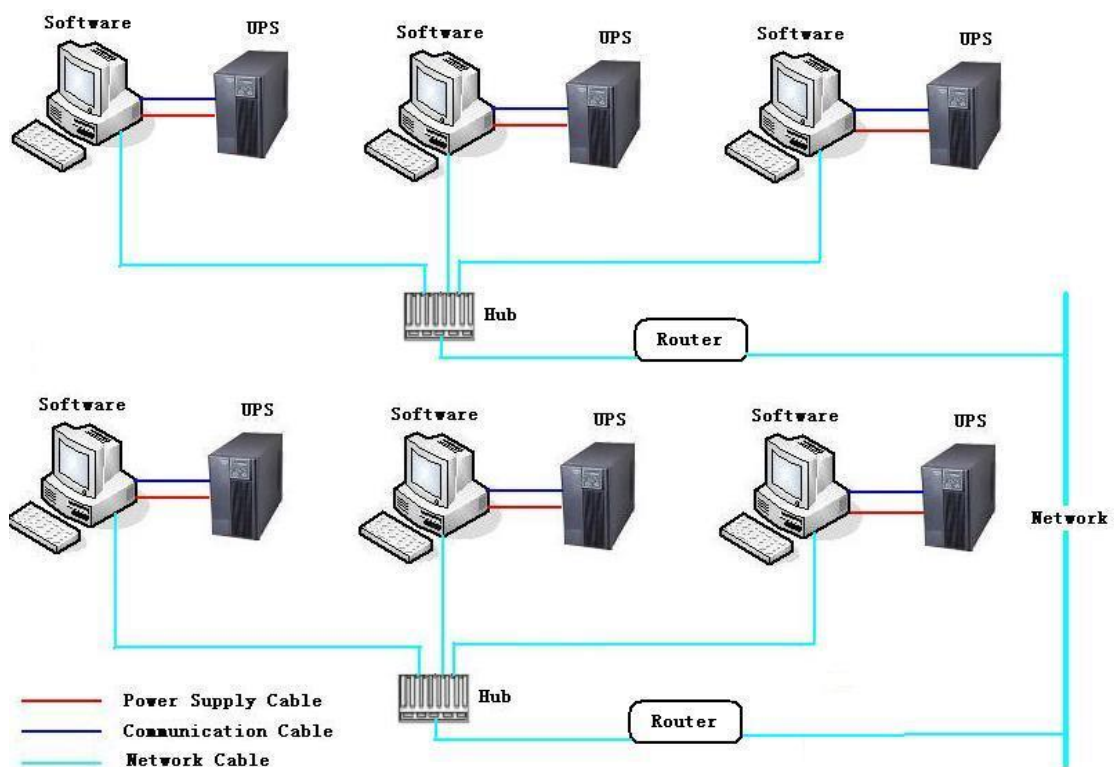 Software
UPS
Software
UPS
Software
UPS
Hub
Router
Software
UPS
Software
UPS
Software
UPS
Network
Hub
Router
Power Supply Cable
Communication Cable
Network Cable